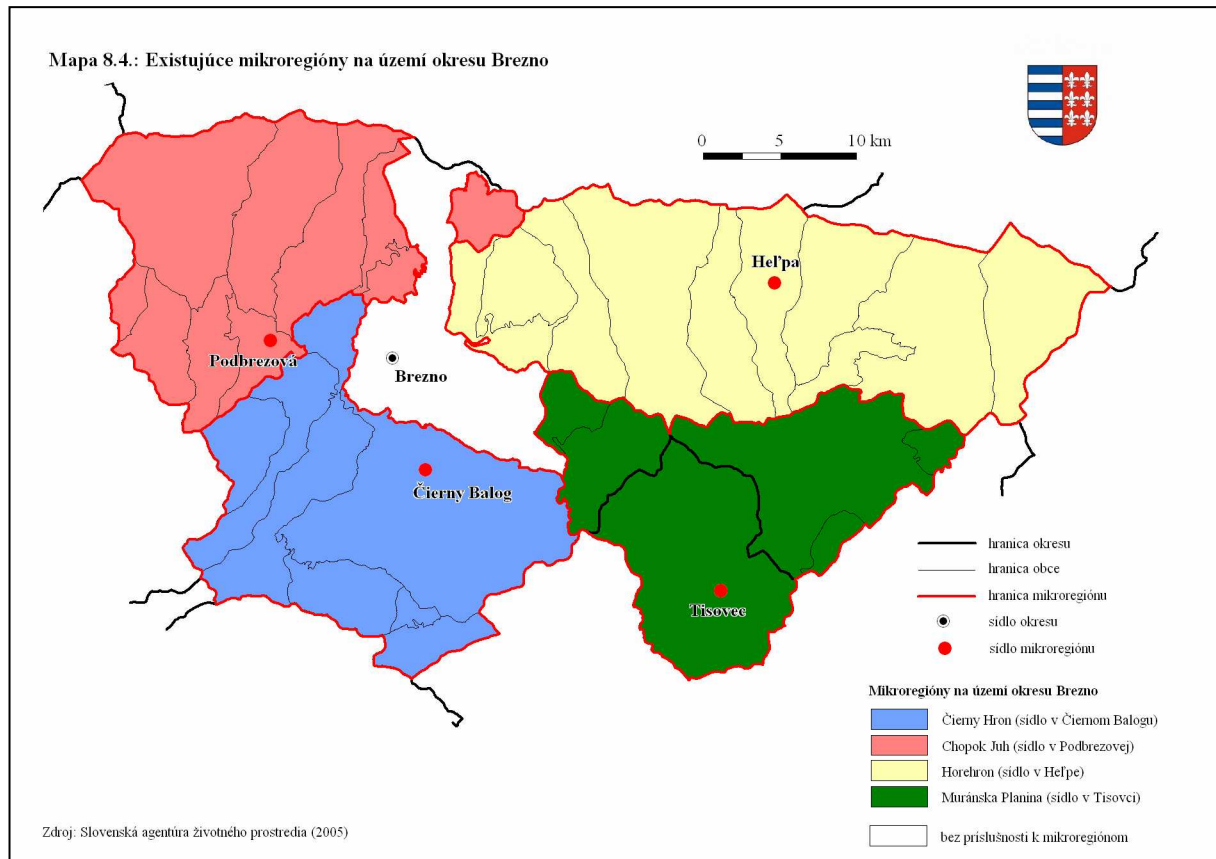 Mapa 8.4.: Existujúce mikroregióny na území okresu Brezno
0 5 10 km
Heľpa
Podbrezová
Brezno
Čierny Balog
Tisovec
hranica okresu
hranica obce
hranica mikroregiónu
sídlo okresu
sídlo mikroregiónu
Mikroregióny na území okresu Brezno
Čierny Hron (sídlo v Čiernom Balogu)
Chopok Juh (sídlo v Podbrezovej)
Horehron (sídlo v Heľpe)
Muránska Planina (sídlo v Tisovci)
bez príslušnosti k mikroregiónom
Zdroj: Slovenská agentúra životného prostredia (2005)